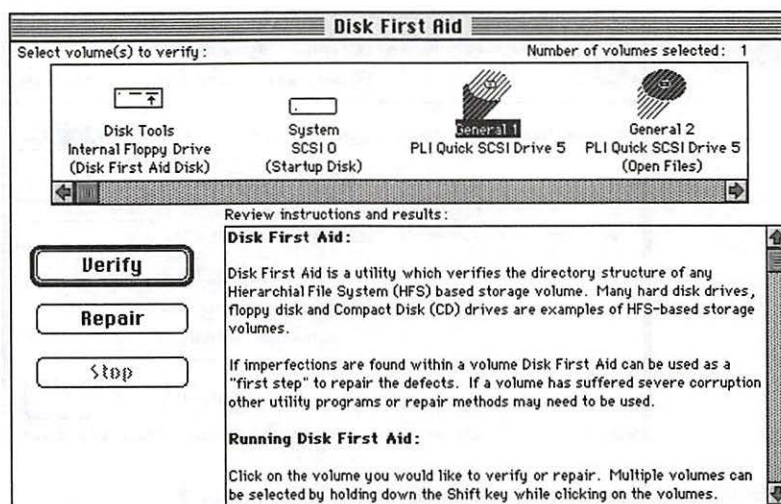 Disk First Aid
Select volume(s) to verify :
Number of volumes selected : 1
Disk Tools
Internal Floppy Drive
(Disk First Aid Disk)
System
SCSI 0
(Startup Disk)
General 1
PLI Quick SCSI Drive 5
General 2
PLI Quick SCSI Drive 5
(Open Files)
Review instructions and results :
Verify
Repair
Stop
Disk First Aid :
Disk First Aid is a utility which verifies the directory structure of any
Hierarchial File System (HFS) based storage volume. Many hard disk drives,
floppy disk and Compact Disk (CD) drives are examples of HFS-based storage
volumes.
If imperfections are found within a volume Disk First Aid can be used as a
"first step" to repair the defects. If a volume has suffered severe corruption
other utility programs or repair methods may need to be used.
Running Disk First Aid :
Click on the volume you would like to verify or repair. Multiple volumes can
be selected by holding down the Shift key while clicking on the volumes.